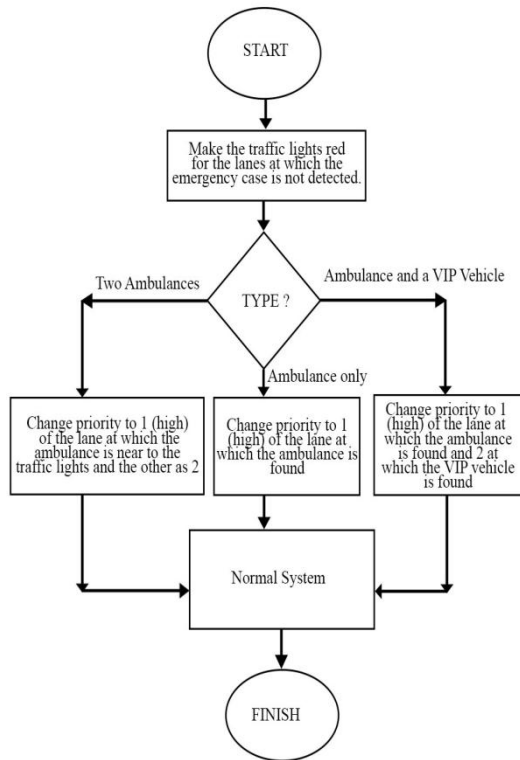 START
Make the traffic lights red
for the lanes at which the
emergency case is not detected.
Two Ambulances
TYPE ?
Ambulance and a VIP Vehicle
Ambulance only
Change priority to 1 (high)
of the lane at which the
ambulance is near to the
traffic lights and the other as 2
Change priority to 1
(high) of the lane at
which the ambulance is
found
Change priority to 1
(high) of the lane at
which the ambulance
is found and 2 at
which the VIP vehicle
is found
Normal System
FINISH